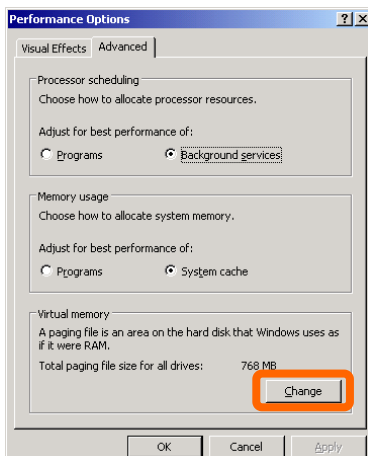 Performance Options
Visual Effects Advanced
Processor scheduling
Choose how to allocate processor resources.
Adjust for best performance of:
Programs Background services
Memory usage
Choose how to allocate system memory.
Adjust for best performance of:
Programs System cache
Virtual memory
A paging file is an area on the hard disk that Windows uses as
if it were RAM.
Total paging file size for all drives: 768 MB
Change
OK Cancel Apply